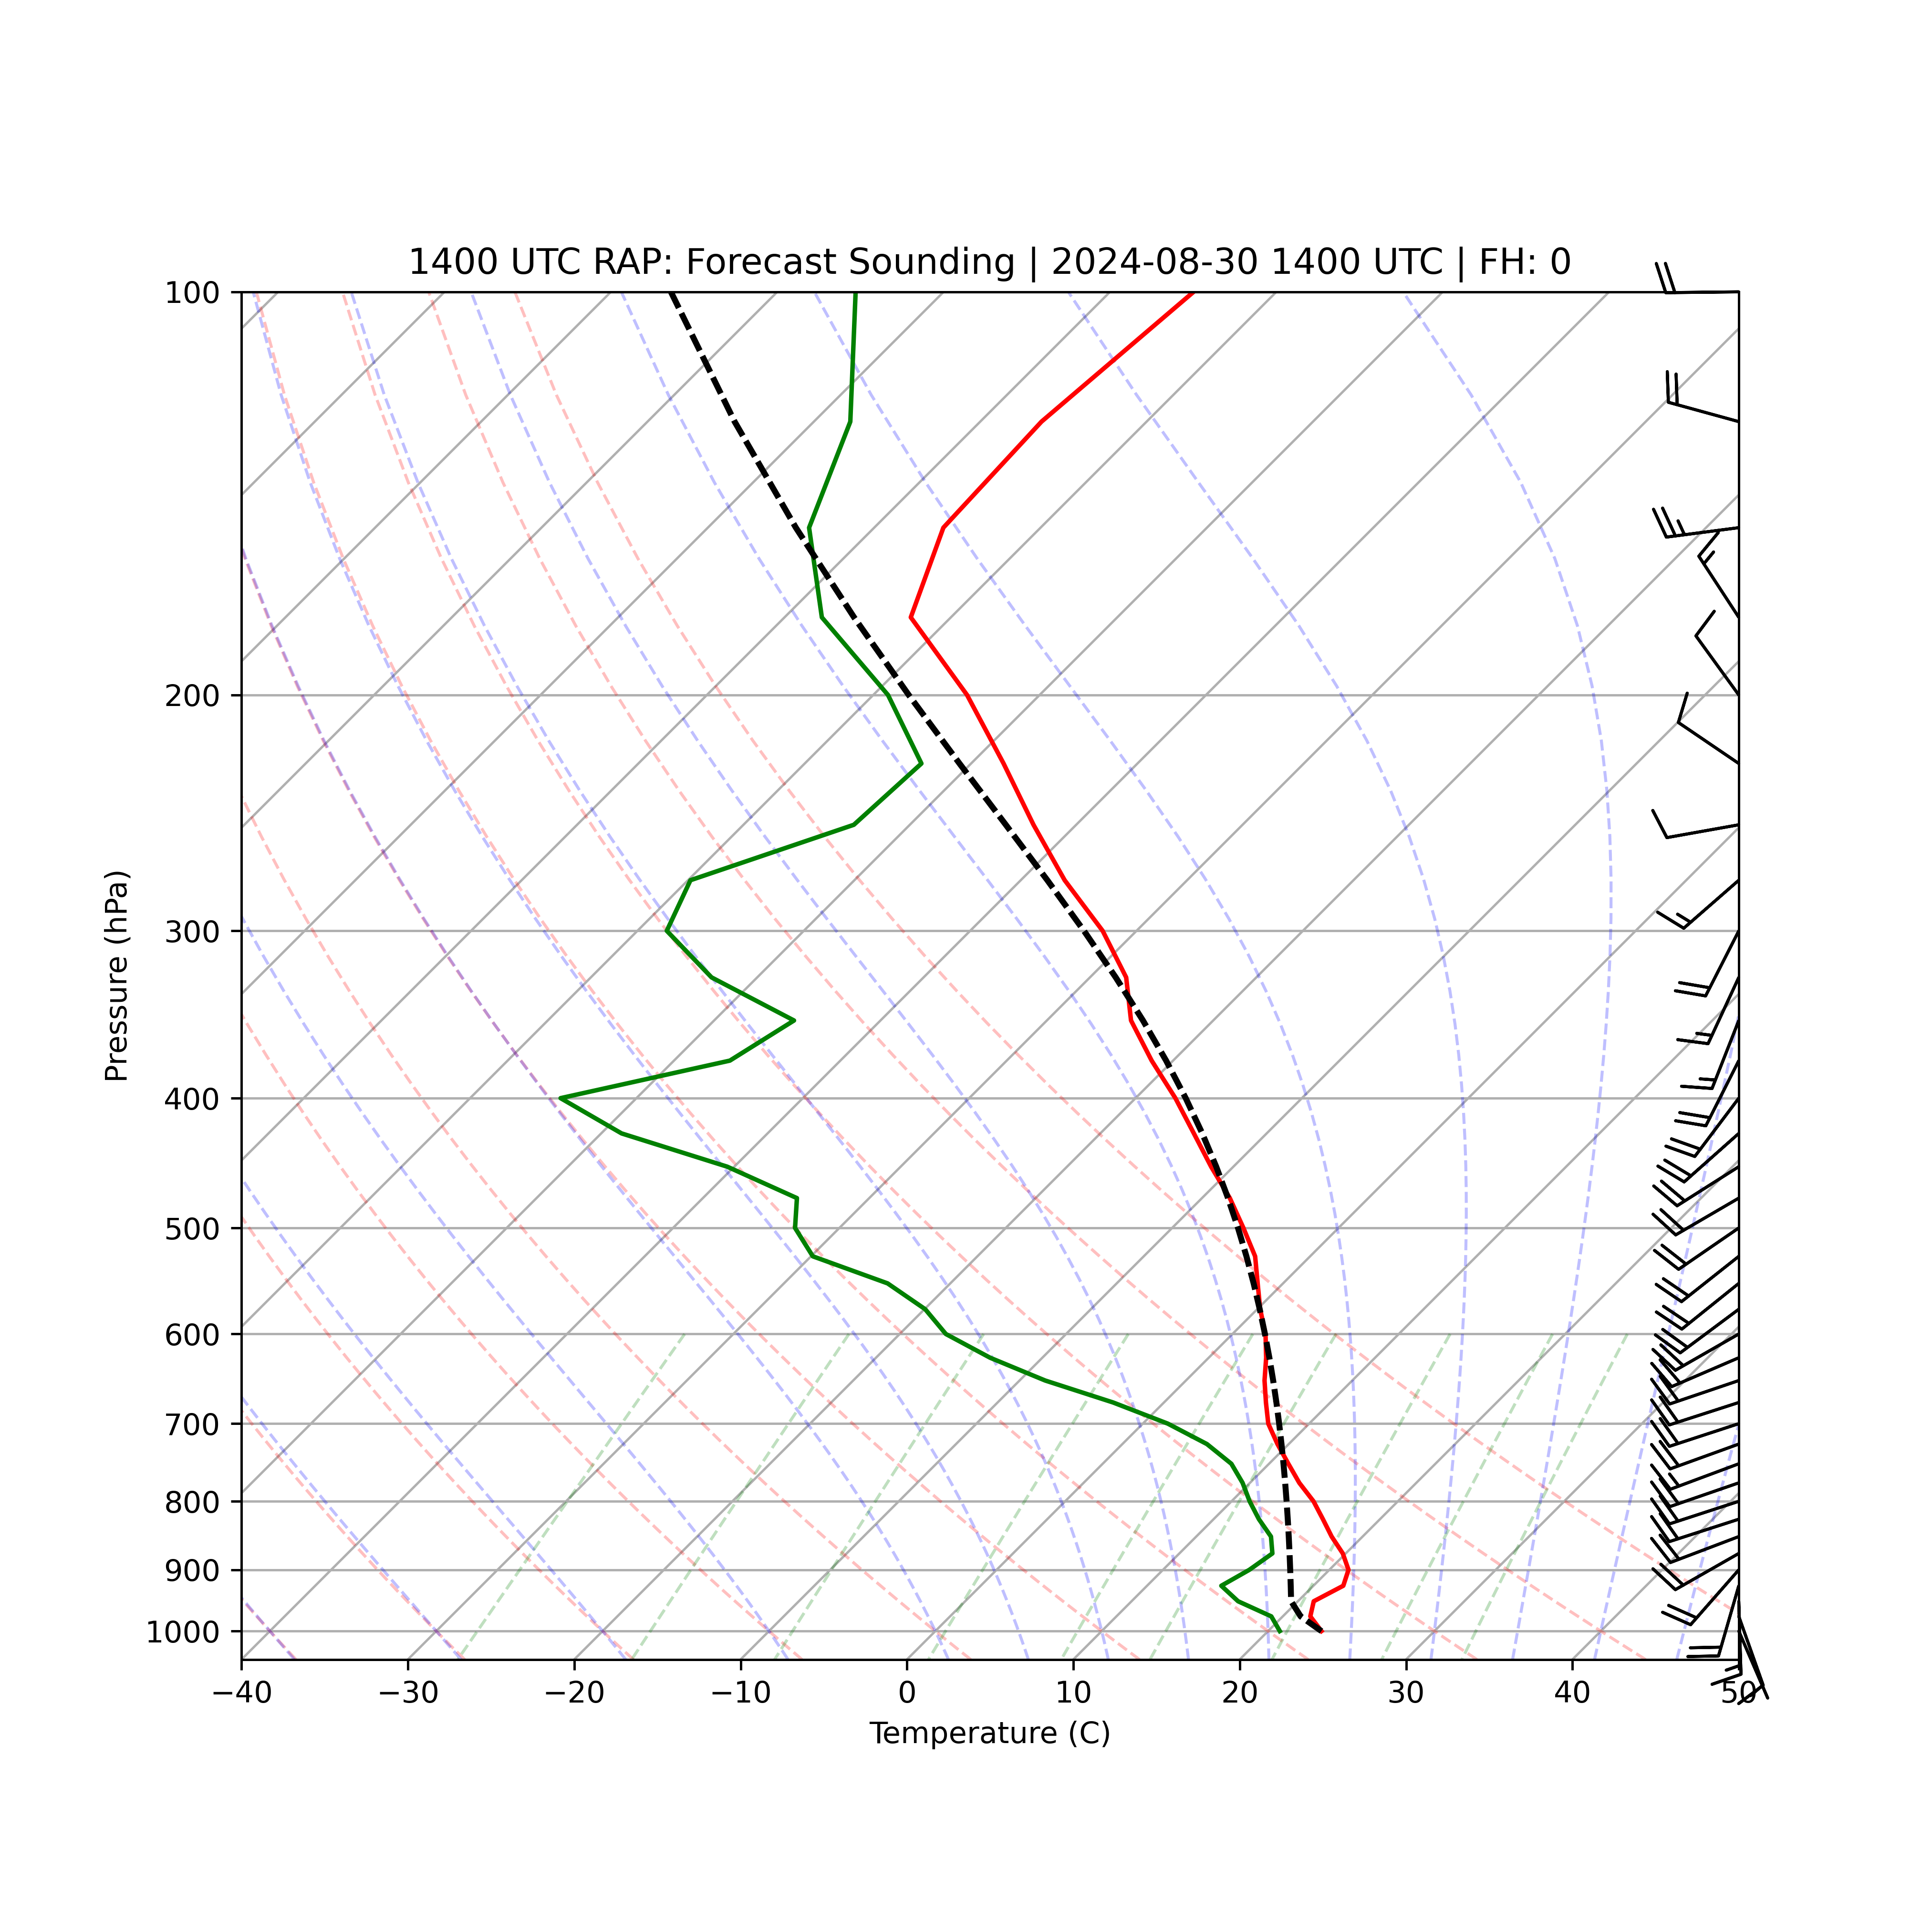 1400 UTC RAP: Forecast Sounding | 2024-08-30 1400 UTC | FH: 0
100
200
300
400
500
600
700
800
900
1000
Pressure (hPa)
−40 −30 −20 −10 0 10 20 30 40 50
Temperature (C)